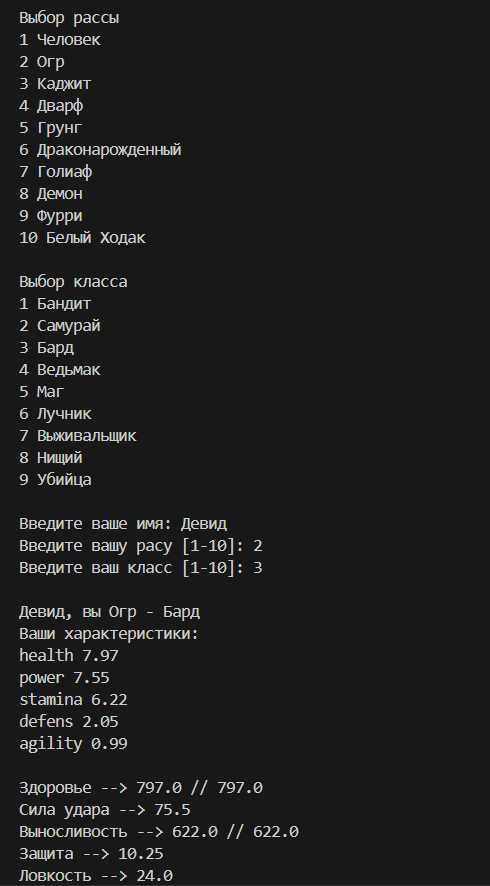 Выбор рассы
1 Человек
2 Огр
3 Каджит
4 Дварф
5 Грунг
6 Драконарожденный
7 Голиаф
8 Демон
9 Фурри
10 Белый Ходак
Выбор класса
1 Бандит
2 Самурай
3 Бард
4 Ведьмак
5 Маг
6 Лучник
7 Выживальщик
8 Нищий
9 Убийца
Введите ваше имя: Девид
Введите вашу расу [1-10]: 2
Введите ваш класс [1-10]: 3
Девид, вы Огр - Бард
Ваши характеристики:
health 7.97
power 7.55
stamina 6.22
defens 2.05
agility 0.99
Здоровье --> 797.0 // 797.0
Сила удара --> 75.5
Выносливость --> 622.0 // 622.0
Защита --> 10.25
Ловкость --> 24.0